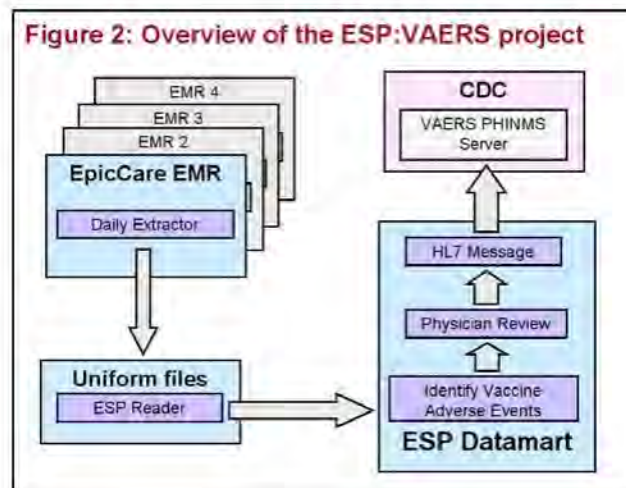 Figure 2: Overview of the ESP:VAERS project
EMR 4
EMR 3
EMR 2
EpicCare EMR
Daily Extractor
Uniform files
ESP Reader
CDC
VAERS PHINMS
Server
HL7 Message
Physician Review
Identify Vaccine
Adverse Events
ESP Datamart